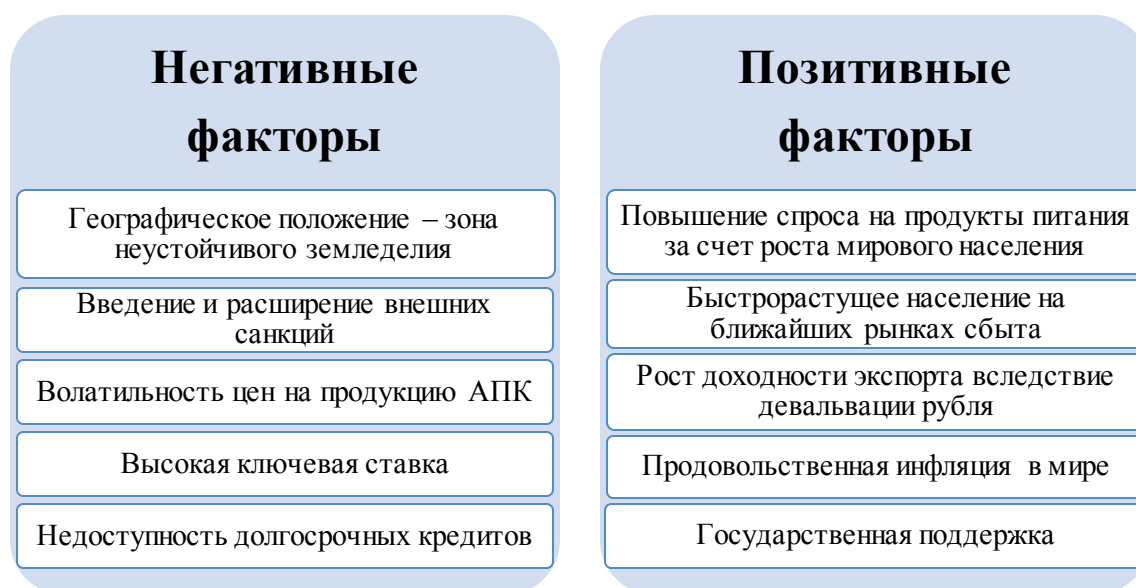 Негативные
факторы
Географическое положение – зона
неустойчивого земледелия
Введение и расширение внешних
санкций
Волатильность цен на продукцию АПК
Высокая ключевая ставка
Недоступность долгосрочных кредитов
Позитивные
факторы
Повышение спроса на продукты питания
за счет роста мирового населения
Быстрорастущее население на
ближайших рынках сбыта
Рост доходности экспорта вследствие
девальвации рубля
Продовольственная инфляция в мире
Государственная поддержка